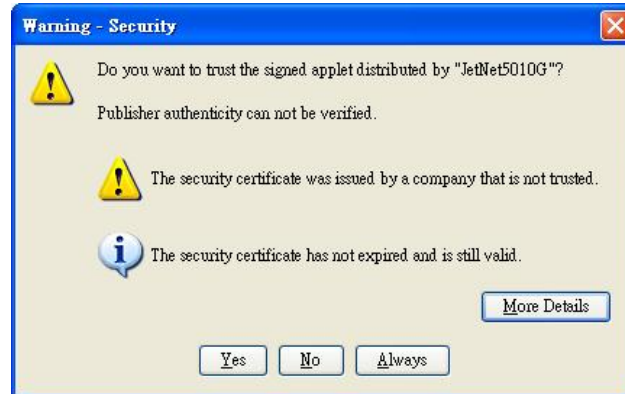 Warning - Security
Do you want to trust the signed applet distributed by "JetNet5010G"?
Publisher authenticity can not be verified.
The security certificate was issued by a company that is not trusted.
The security certificate has not expired and is still valid.
More Details
Yes No Always